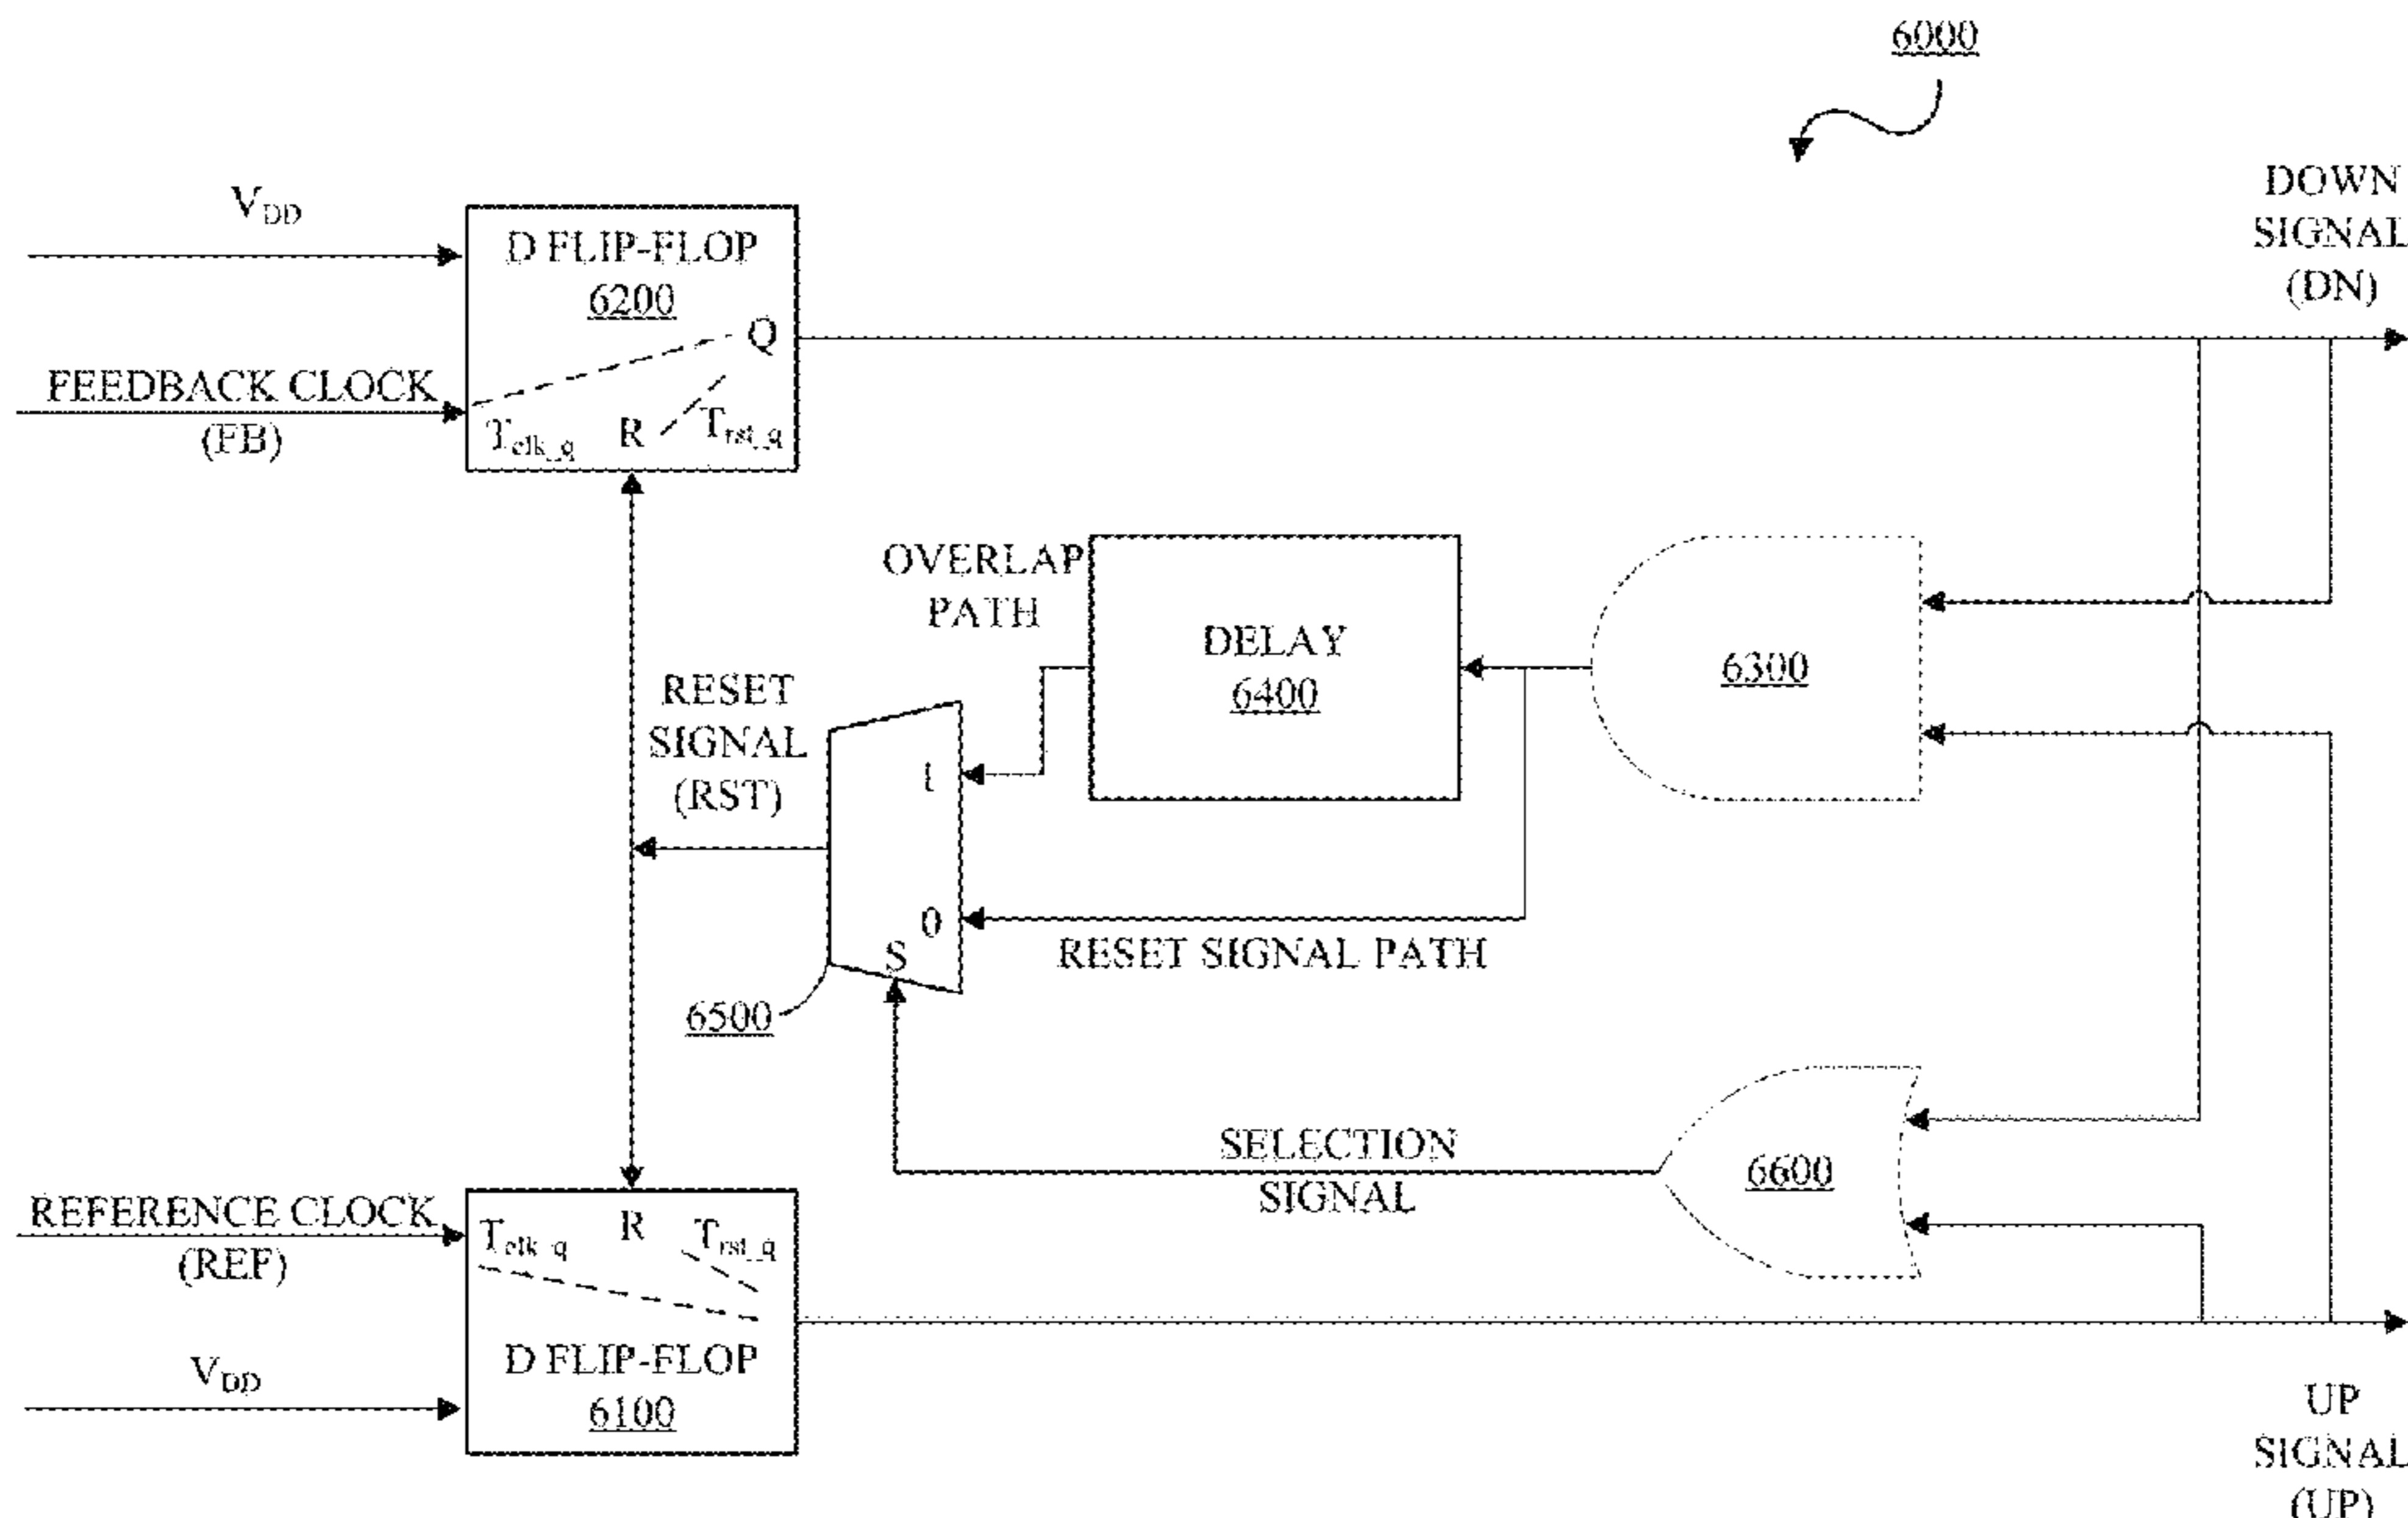 6000
DOWN
SIGNAL
(DN)
VDD
D FLIP-FLOP
6200
Q
FEEDBACK CLOCK
(FB)
Tclk_q
R
Trst_q
OVERLAP
PATH
DELAY
6400
6300
RESET
SIGNAL
(RST)
1
0
S
RESET SIGNAL PATH
6500
SELECTION
SIGNAL
6600
REFERENCE CLOCK
(REF)
Tclk_q
R
Trst_q
D FLIP-FLOP
6100
VDD
UP
SIGNAL
(UP)